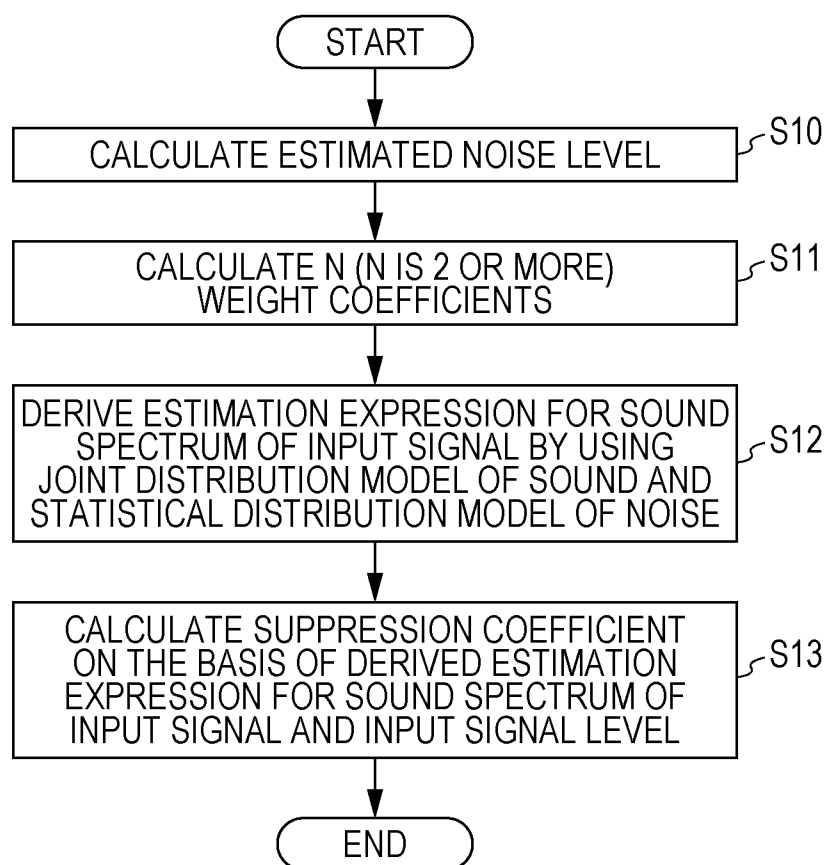 START
CALCULATE ESTIMATED NOISE LEVEL
S10
CALCULATE N (N IS 2 OR MORE)
WEIGHT COEFFICIENTS
S11
DERIVE ESTIMATION EXPRESSION FOR SOUND
SPECTRUM OF INPUT SIGNAL BY USING
JOINT DISTRIBUTION MODEL OF SOUND AND
STATISTICAL DISTRIBUTION MODEL OF NOISE
S12
CALCULATE SUPPRESSION COEFFICIENT
ON THE BASIS OF DERIVED ESTIMATION
EXPRESSION FOR SOUND SPECTRUM OF
INPUT SIGNAL AND INPUT SIGNAL LEVEL
S13
END